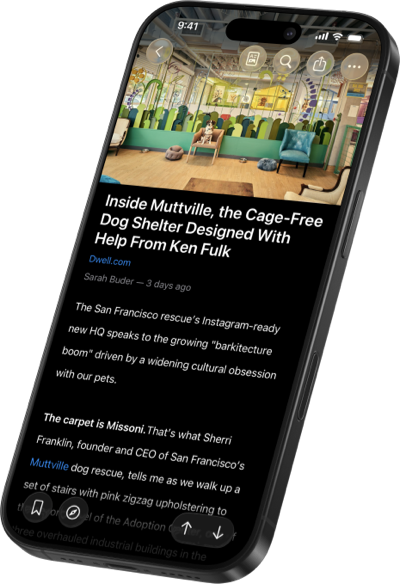 9:41
Inside Muttville, the Cage-Free
Dog Shelter Designed With
Help From Ken Fulk
Dwell.com
Sarah Buder — 3 days ago
The San Francisco rescue's Instagram-ready
new HQ speaks to the growing "barkitecture
boom" driven by a widening cultural obsession
with our pets.
The carpet is Missoni. That's what Sherri
Franklin, founder and CEO of San Francisco's
Muttville dog rescue, tells me as we walk up a
set of stairs with pink zigzag upholstering to
of the Adoption
three overhauled industrial buildings in the